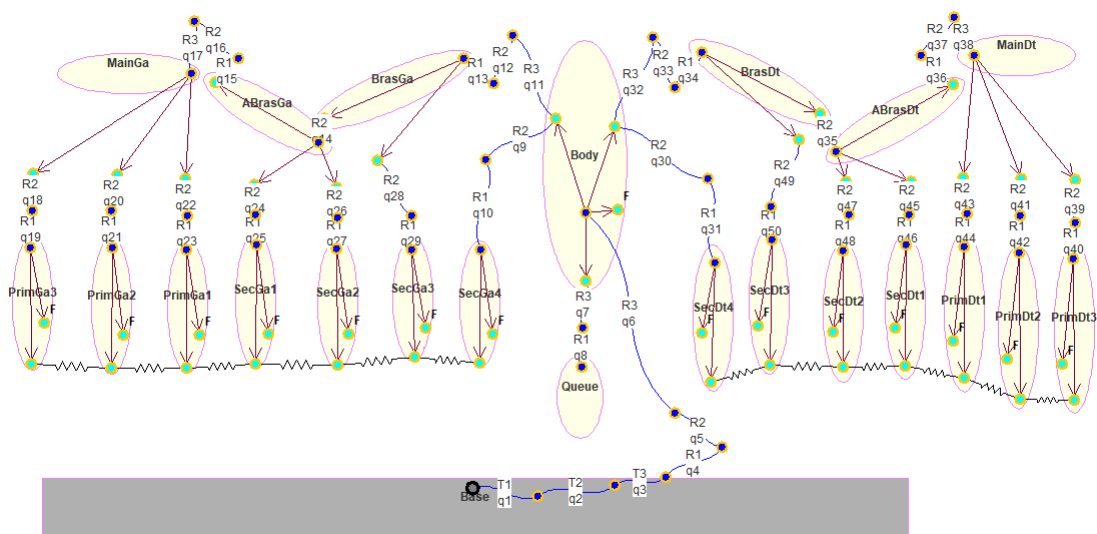 R3
R2
q16
q17
MainGa
R1
q15
ABrasGa
BrasGa
R1
q13
R2
q12
R3
q11
R2
q9
R1
q10
R2
14
R2
q18
R1
q19
R2
q20
R1
q21
R2
q22
R1
q23
R2
q24
R1
q25
R2
q26
R1
q27
R2
q28
R1
q29
PrimGa3
F
PrimGa2
F
PrimGa1
F
SecGa1
F
SecGa2
F
SecGa3
F
SecGa4
F
Body
F
R3
q7
R1
q8
Queue
R3
q6
R2
q5
R1
q4
T3
q3
T2
q2
T1
q1
Base
R3
q32
R2
q33
R1
q34
BrasDt
R2
q30
R1
q31
R2
q35
ABrasDt
R2
q37
R3
q38
R1
q36
MainDt
R2
q49
R1
q50
R2
q47
R1
q48
R2
q45
R1
q46
R2
q43
R1
q44
R2
q41
R1
q42
R2
q39
R1
q40
SecDt4
F
SecDt3
F
SecDt2
F
SecDt1
F
PrimDt1
F
PrimDt2
F
PrimDt3
F